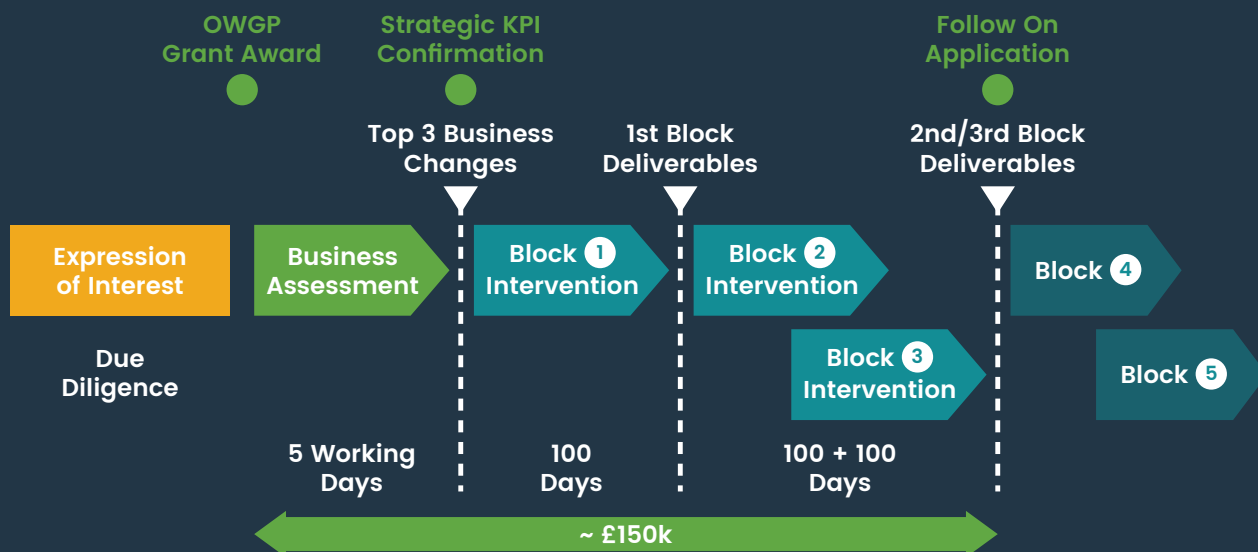 OWGP
Grant Award
Strategic KPI
Confirmation
Follow On
Application
Top 3 Business
Changes
1st Block
Deliverables
2nd/3rd Block
Deliverables
Expression
of Interest
Business
Assessment
Block 1
Intervention
Block 2
Intervention
Block 4
Due
Diligence
Block 3
Intervention
Block 5
5 Working
Days
100
Days
100 + 100
Days
~ £150k